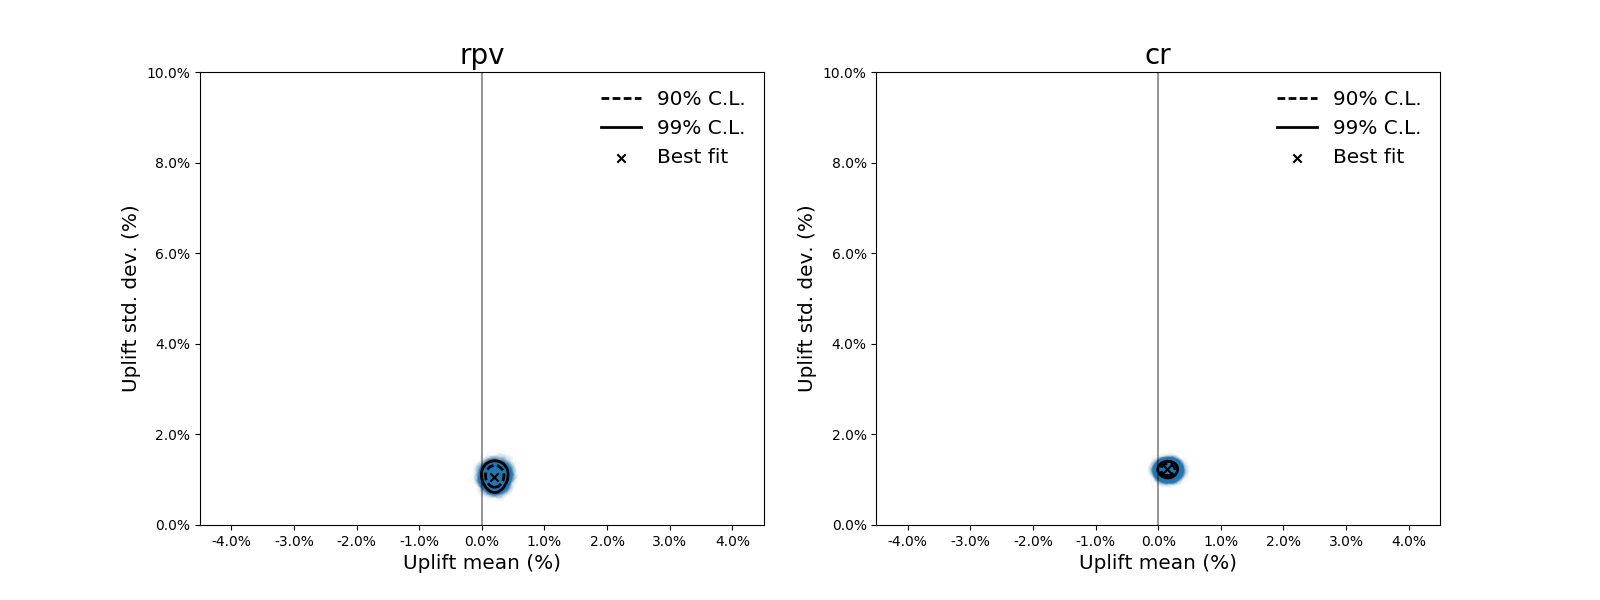 rpv
10.0%
8.0%
6.0%
4.0%
2.0%
0.0%
Uplift std. dev. (%)
90% C.L.
99% C.L.
Best fit
-4.0% -3.0% -2.0% -1.0% 0.0% 1.0% 2.0% 3.0% 4.0%
Uplift mean (%)
cr
10.0%
8.0%
6.0%
4.0%
2.0%
0.0%
Uplift std. dev. (%)
90% C.L.
99% C.L.
Best fit
-4.0% -3.0% -2.0% -1.0% 0.0% 1.0% 2.0% 3.0% 4.0%
Uplift mean (%)